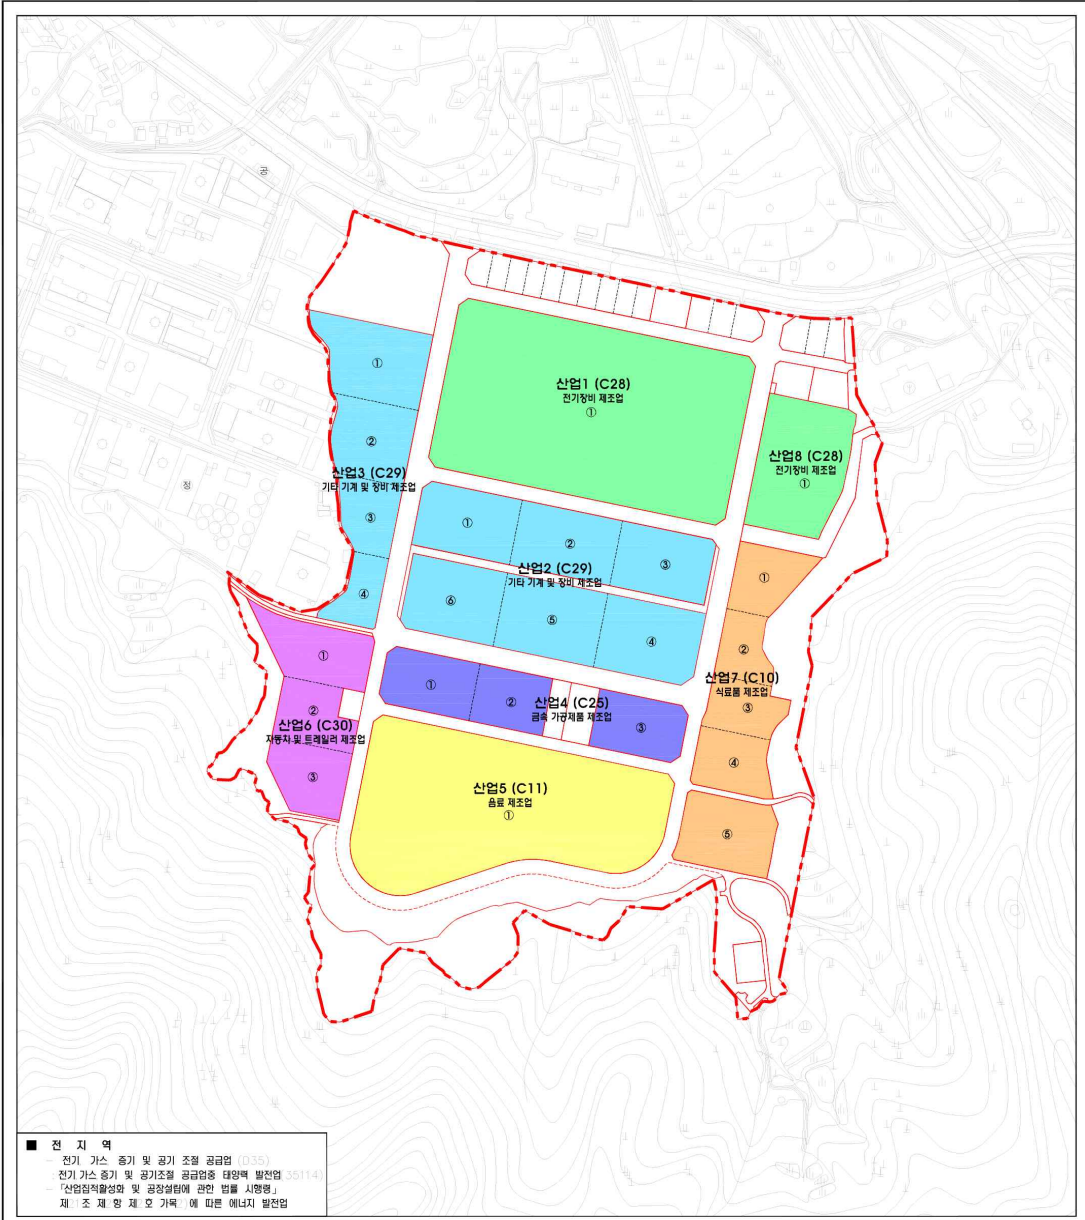 공
정
산업1 (C28)
전기장비 제조업
①
산업8 (C28)
전기장비 제조업
①
①
②
산업3 (C29)
기타 기계 및 장비 제조업
③
④
①
②
③
산업2 (C29)
기타 기계 및 장비 제조업
⑥
⑤
④
①
②
산업7 (C10)
식료품 제조업
③
④
⑤
①
②
산업4 (C25)
금속 가공제품 제조업
③
①
②
산업6 (C30)
자동차 및 트레일러 제조업
③
산업5 (C11)
음료 제조업
①
■ 전 지 역
- 전기 가스 증기 및 공기 조절 공급업 (D35)
: 전기 가스 증기 및 공기조절 공급업중 태양력 발전업(35114)
- 「산업집적활성화 및 공장설립에 관한 법률 시행령」
제 조 제 항 제 호 가목 에 따른 에너지 발전업